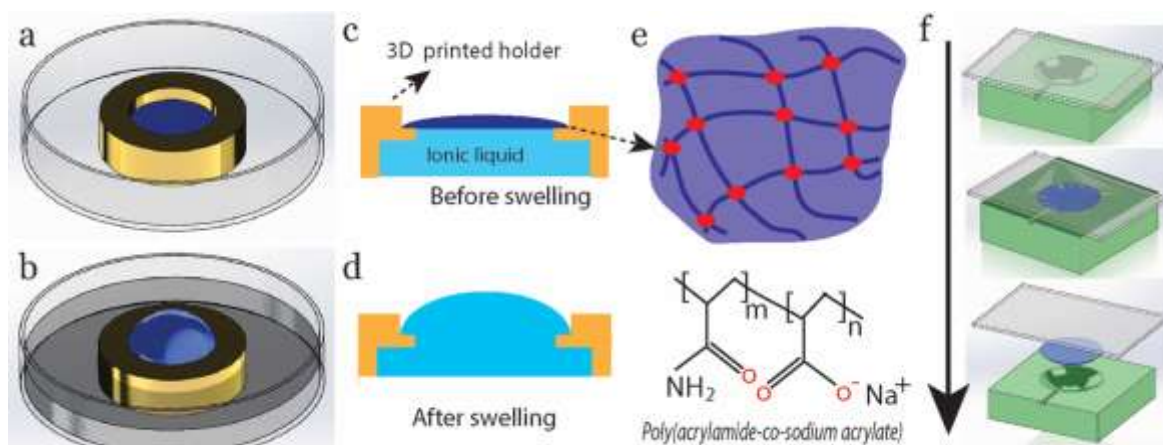 a
c
3D printed holder
e
f
Ionic liquid
Before swelling
b
d
m
n
NH2
O
O
O- Na+
After swelling
Poly(acrylamide-co-sodium acrylate)